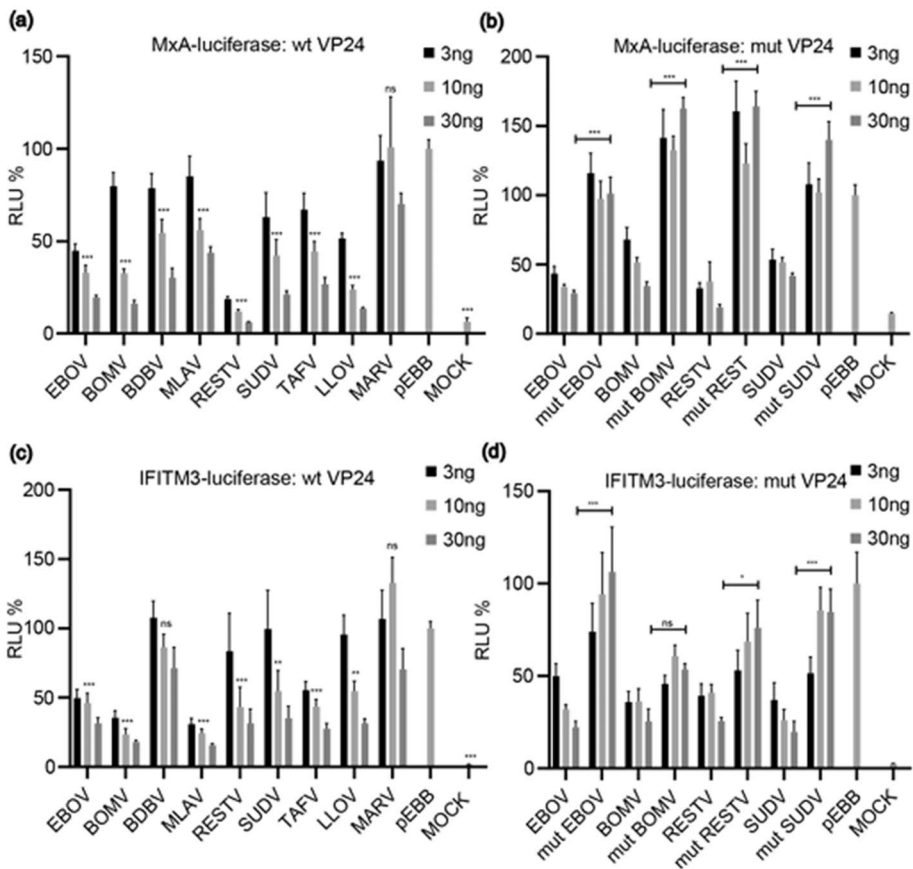 (a)
MxA-luciferase: wt VP24
3ng
10ng
30ng
RLU %
150
100
50
0
***
***
***
***
***
***
***
***
ns
***
EBOV
BOMV
BDBV
MLAV
RESTV
SUDV
TAFV
LLOV
MARV
pEBB
MOCK
(b)
MxA-luciferase: mut VP24
3ng
10ng
30ng
RLU %
200
150
100
50
0
***
***
***
***
EBOV
mut EBOV
BOMV
mut BOMV
RESTV
mut REST
SUDV
mut SUDV
pEBB
MOCK
(c)
IFITM3-luciferase: wt VP24
3ng
10ng
30ng
RLU %
200
150
100
50
0
***
***
ns
***
***
**
***
**
ns
***
EBOV
BOMV
BDBV
MLAV
RESTV
SUDV
TAFV
LLOV
MARV
pEBB
MOCK
(d)
IFITM3-luciferase: mut VP24
3ng
10ng
30ng
RLU %
150
100
50
0
***
ns
*
***
EBOV
mut EBOV
BOMV
mut BOMV
RESTV
mut RESTV
SUDV
mut SUDV
pEBB
MOCK